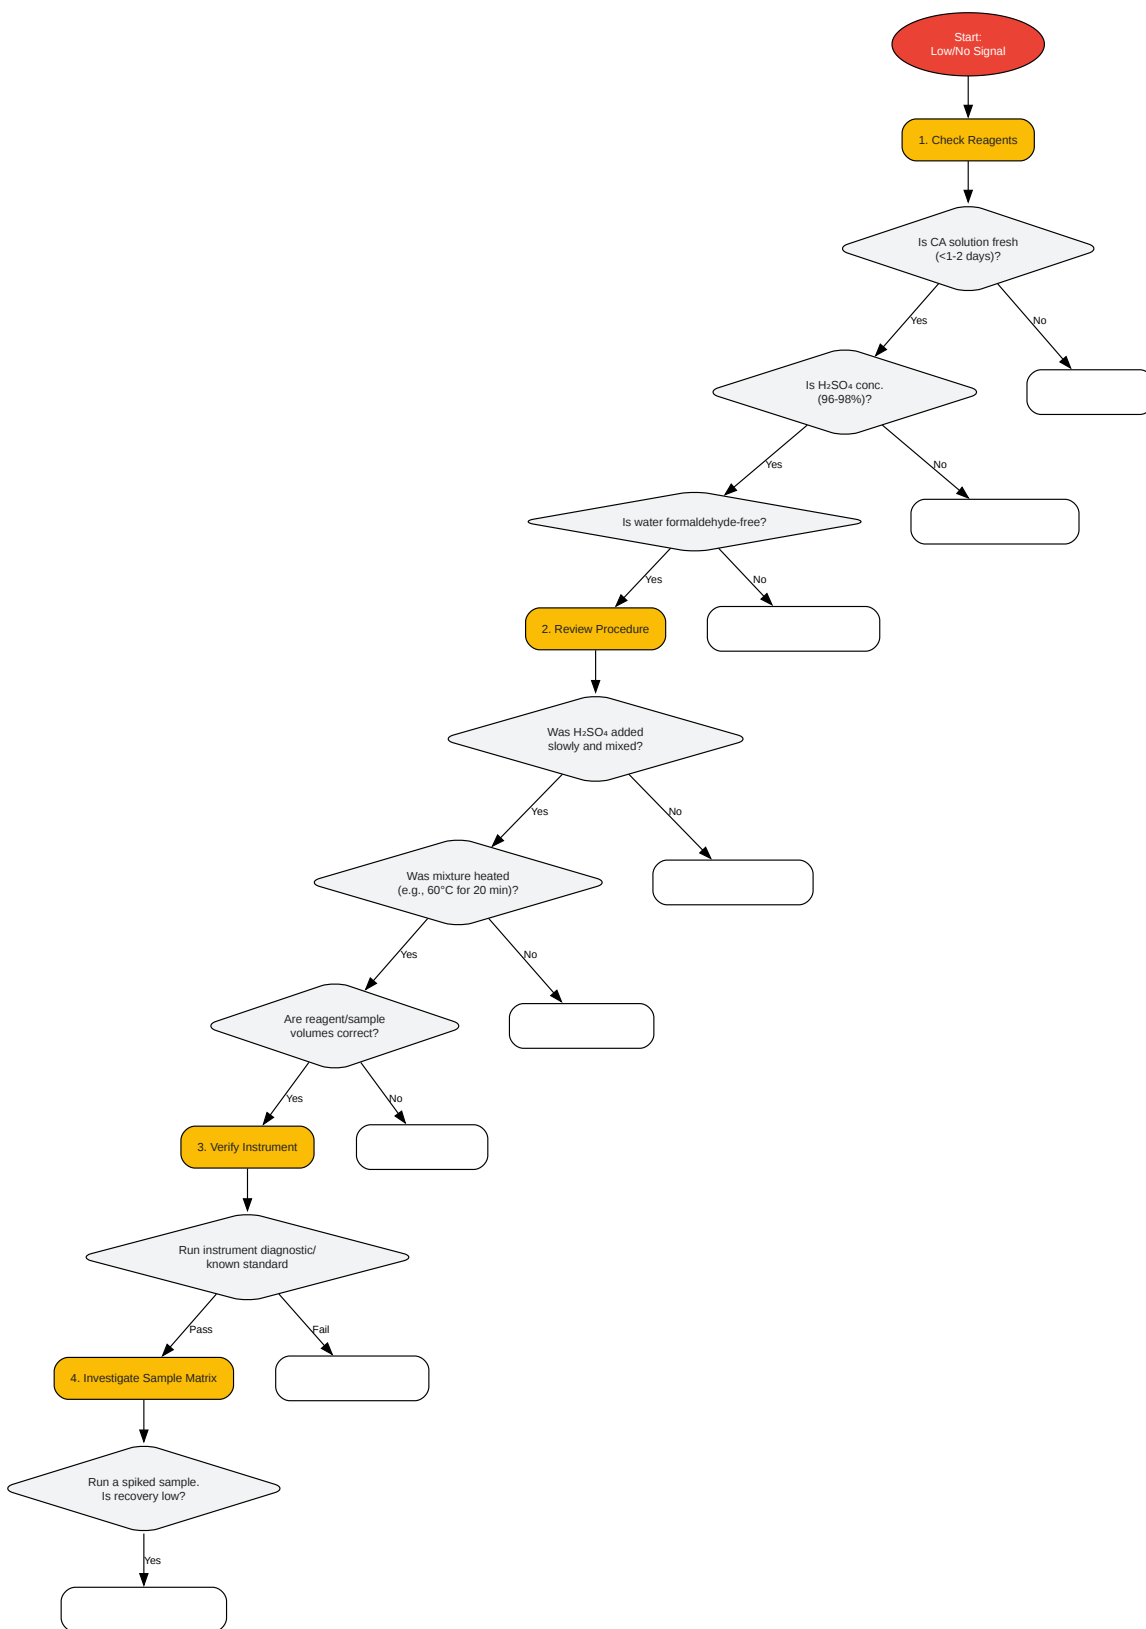 Start:
Low/No Signal
1. Check Reagents
Is CA solution fresh
(<1-2 days)?
Yes
No
Is H₂SO₄ conc.
(96-98%)?
Yes
No
Is water formaldehyde-free?
Yes
No
2. Review Procedure
Was H₂SO₄ added
slowly and mixed?
Yes
No
Was mixture heated
(e.g., 60°C for 20 min)?
Yes
No
Are reagent/sample
volumes correct?
Yes
No
3. Verify Instrument
Run instrument diagnostic/
known standard
Pass
Fail
4. Investigate Sample Matrix
Run a spiked sample.
Is recovery low?
Yes